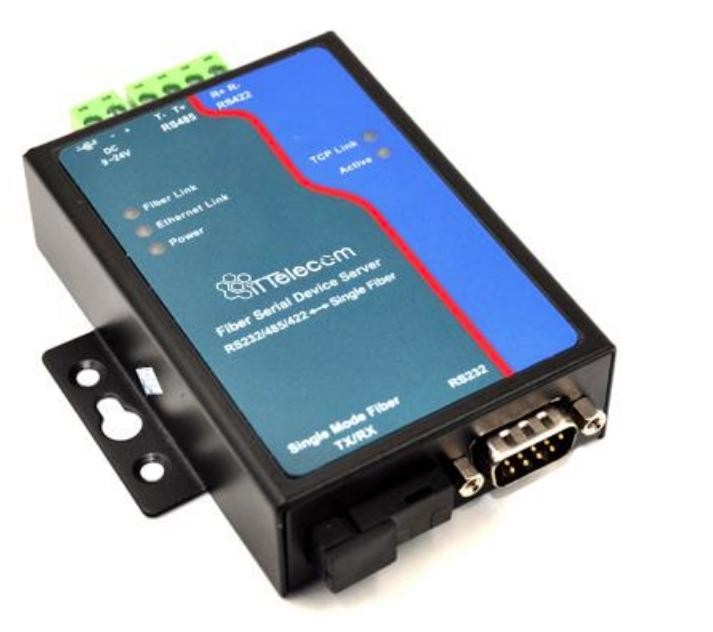 R+ R-
RS422
T- T+
RS485
- +
DC
9~24V
TCP Link
Active
Fiber Link
Ethernet Link
Power
Fiber Serial Device Server
RS232/485/422 ⟷ Single Fiber
RS232
Single Mode Fiber
TX/RX